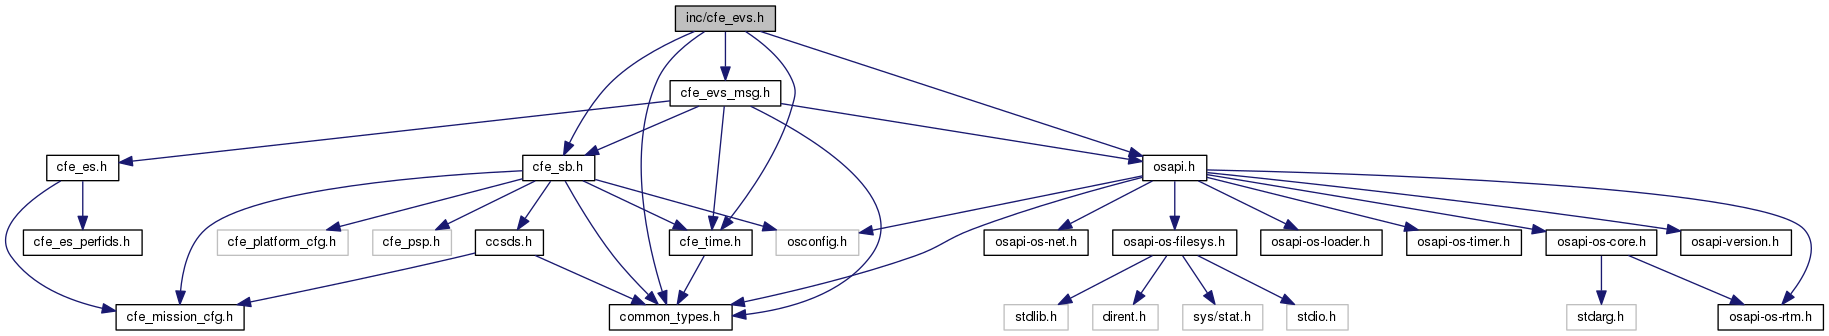 inc/cfe_evs.h
cfe_evs_msg.h
cfe_es.h
cfe_sb.h
osapi.h
cfe_es_perfids.h
cfe_platform_cfg.h
cfe_psp.h
ccsds.h
cfe_time.h
osconfig.h
osapi-os-net.h
osapi-os-filesys.h
osapi-os-loader.h
osapi-os-timer.h
osapi-os-core.h
osapi-version.h
cfe_mission_cfg.h
common_types.h
stdlib.h
dirent.h
sys/stat.h
stdio.h
stdarg.h
osapi-os-rtm.h